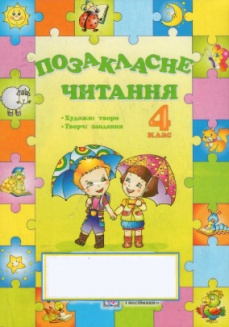 ПОЗАКЛАСНЕ
ЧИТАННЯ
• Художні твори
• Творчі завдання
4
КЛАС